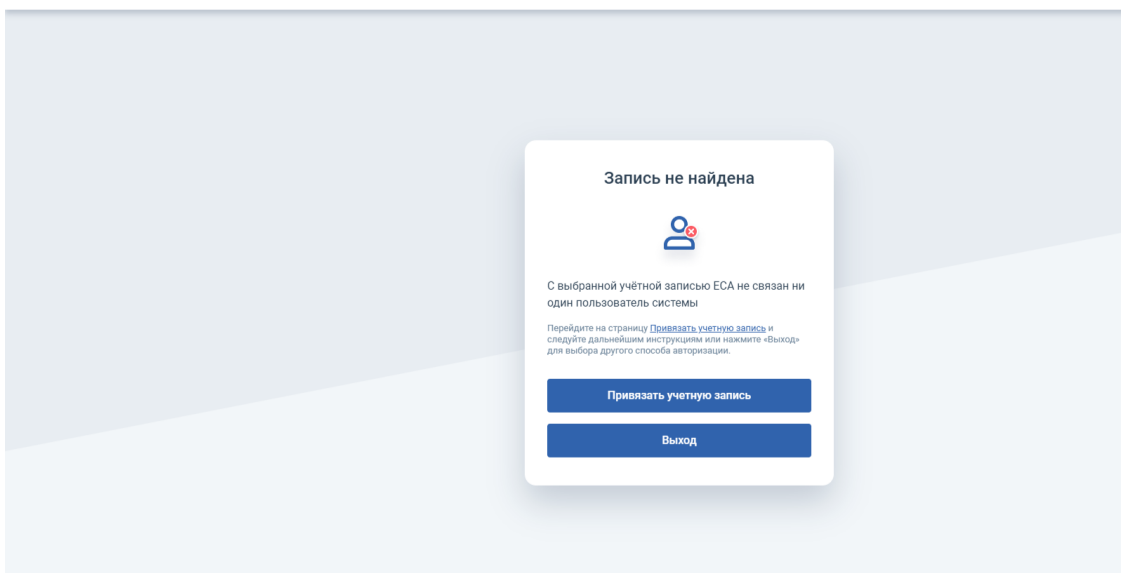 Запись не найдена
С выбранной учётной записью ЕСА не связан ни
один пользователь системы
Перейдите на страницу Привязать учетную запись и
следуйте дальнейшим инструкциям или нажмите «Выход»
для выбора другого способа авторизации.
Привязать учетную запись
Выход